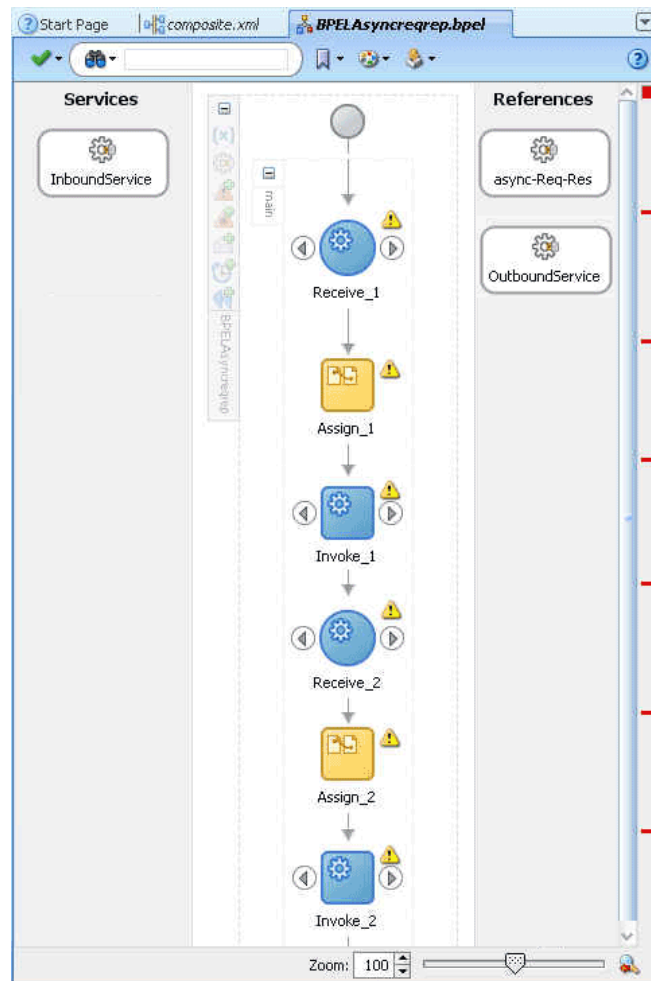 Start Page
composite.xml
BPELAsyncreqrep.bpel
Services
References
InboundService
async-Req-Res
OutboundService
main
BPELAsyncreqrep
Receive_1
Assign_1
Invoke_1
Receive_2
Assign_2
Invoke_2
Zoom: 100